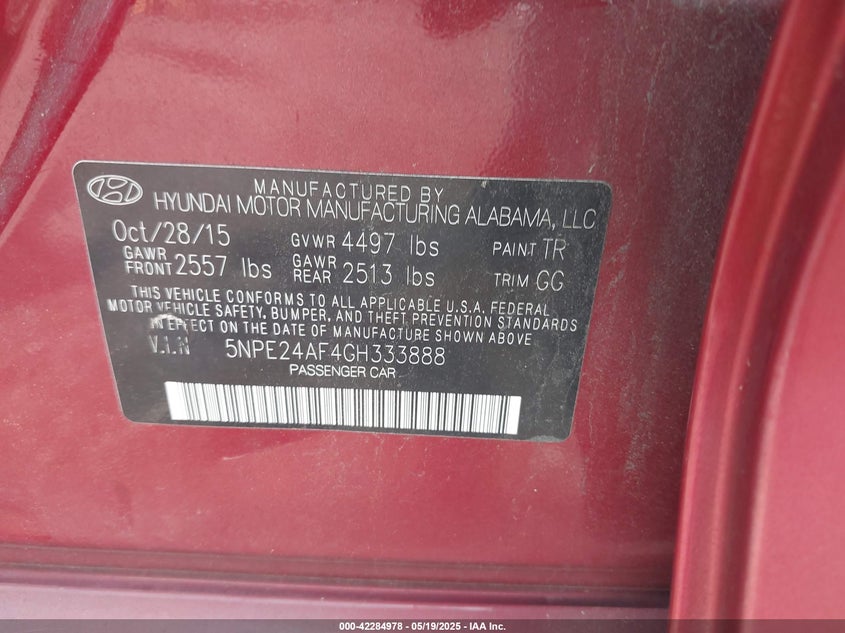 MANUFACTURED BY
HYUNDAI MOTOR MANUFACTURING ALABAMA, LLC
Oct/28/15 GVWR 4497 lbs PAINT TR
GAWR FRONT 2557 lbs GAWR REAR 2513 lbs TRIM GG
THIS VEHICLE CONFORMS TO ALL APPLICABLE U.S.A. FEDERAL
MOTOR VEHICLE SAFETY, BUMPER, AND THEFT PREVENTION STANDARDS
IN EFFECT ON THE DATE OF MANUFACTURE SHOWN ABOVE
V.I.N 5NPE24AF4GH333888
PASSENGER CAR
000-42284978 - 05/19/2025 - IAA Inc.